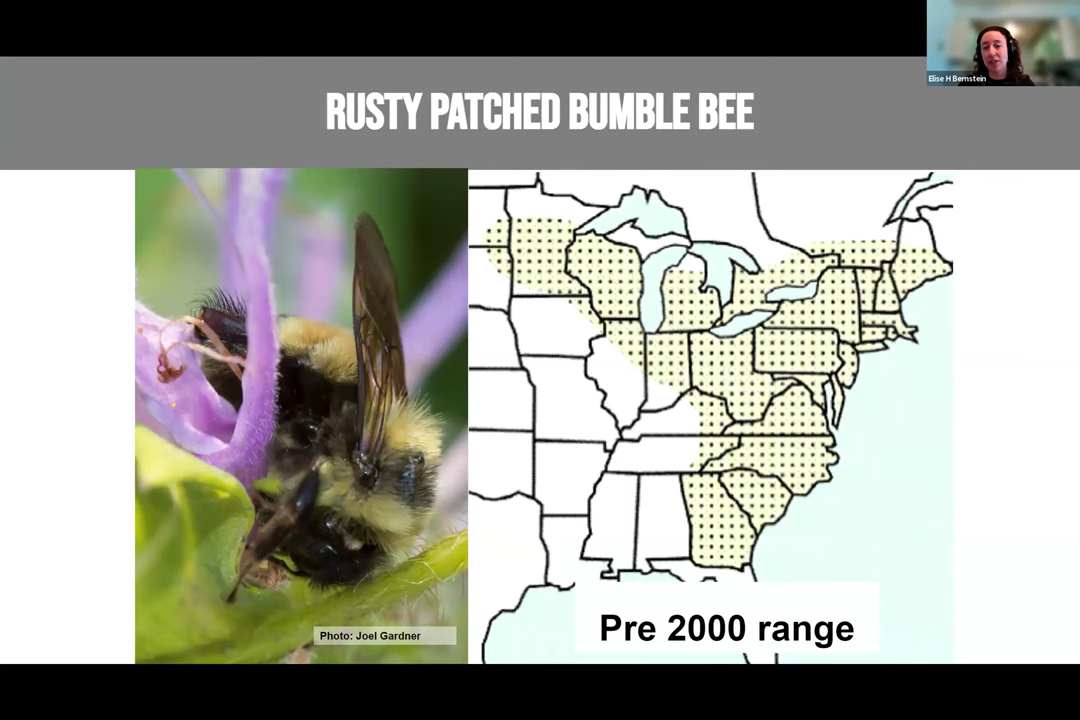 Elise H Bernstein
RUSTY PATCHED BUMBLE BEE
Photo: Joel Gardner
Pre 2000 range